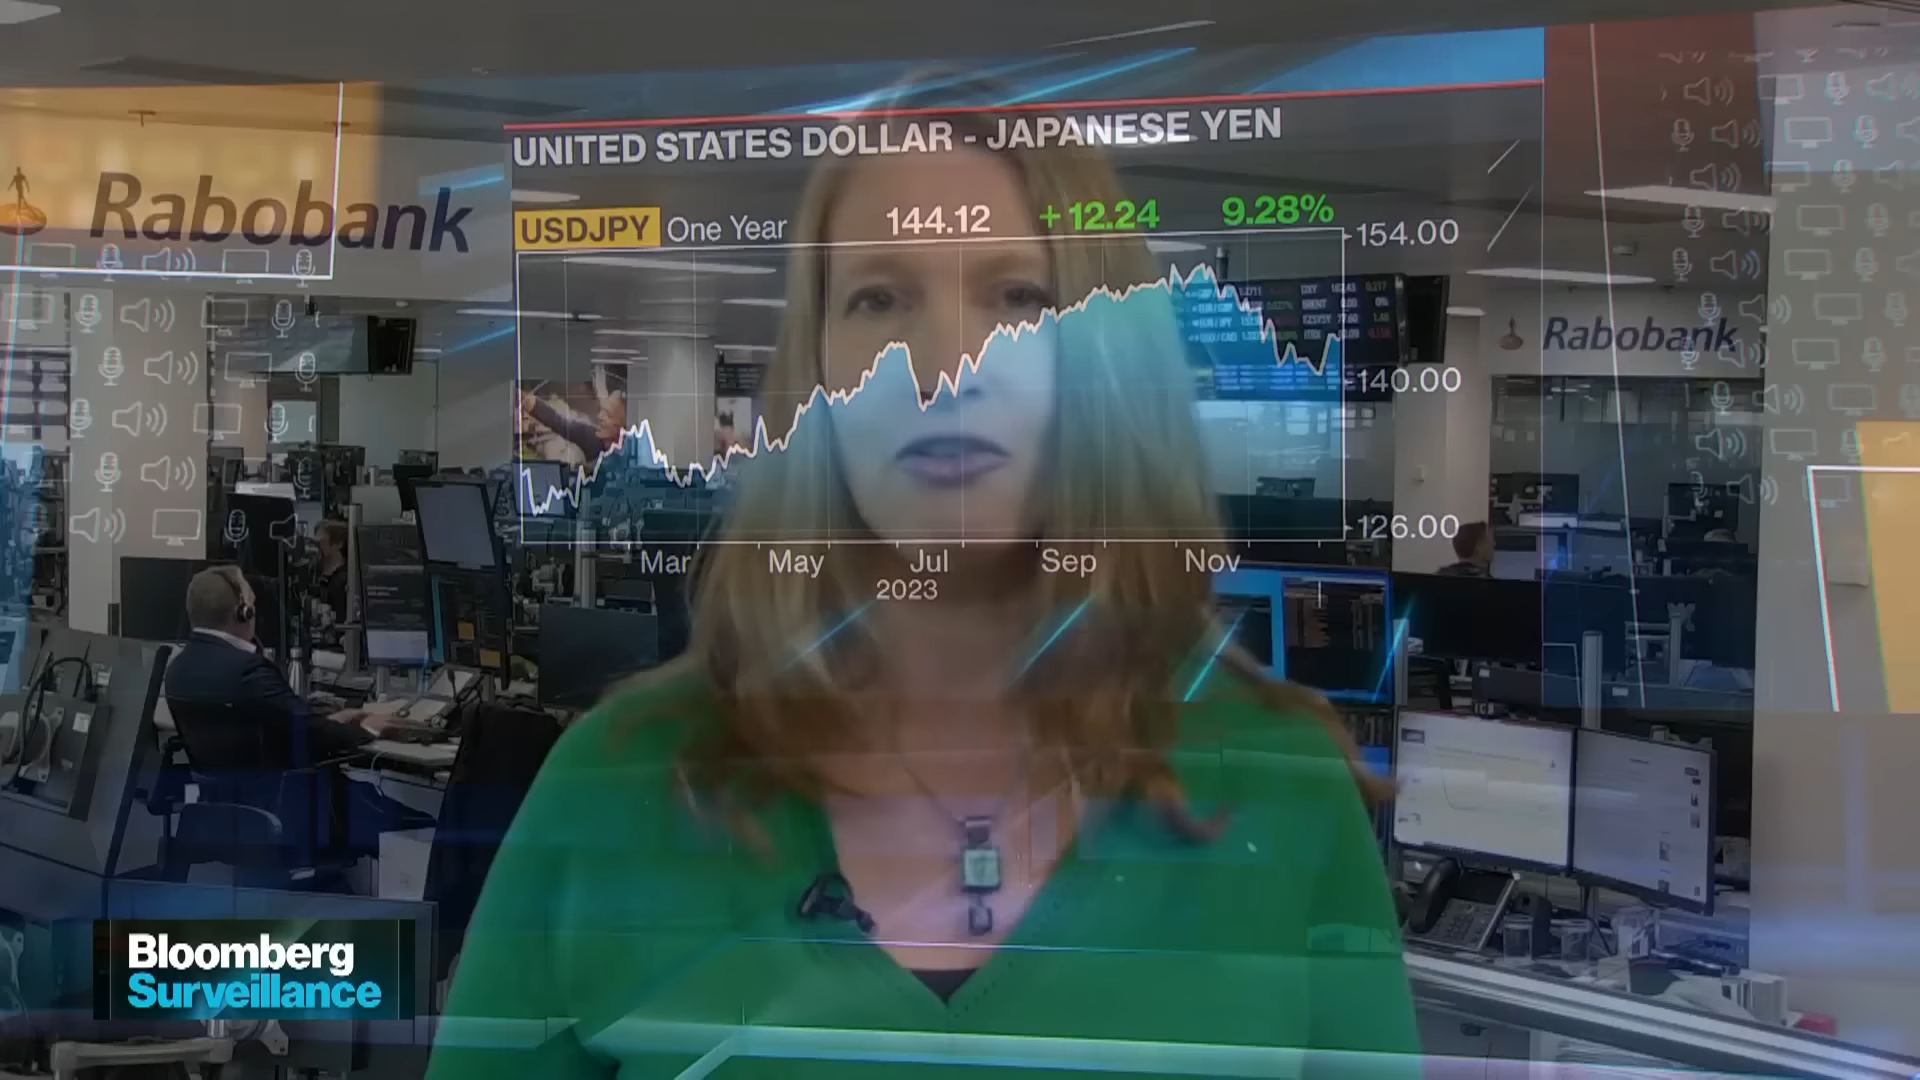 UNITED STATES DOLLAR - JAPANESE YEN
USDJPY One Year 144.12 +12.24 9.28%
154.00
140.00
126.00
Mar May Jul Sep Nov
2023
Rabobank
Rabobank
Bloomberg
Surveillance